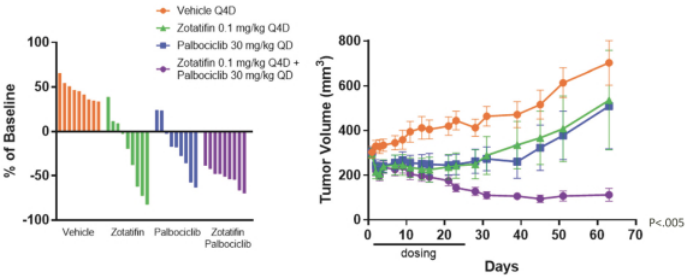 Vehicle Q4D
Zotatifin 0.1 mg/kg Q4D
Palbociclib 30 mg/kg QD
Zotatifin 0.1 mg/kg Q4D +
Palbociclib 30 mg/kg QD
% of Baseline
100
50
0
-50
-100
Vehicle
Zotatifin
Palbociclib
Zotatifin
Palbociclib
Tumor Volume (mm³)
800
600
400
200
0
0
10
20
30
40
50
60
70
dosing
Days
P<.005